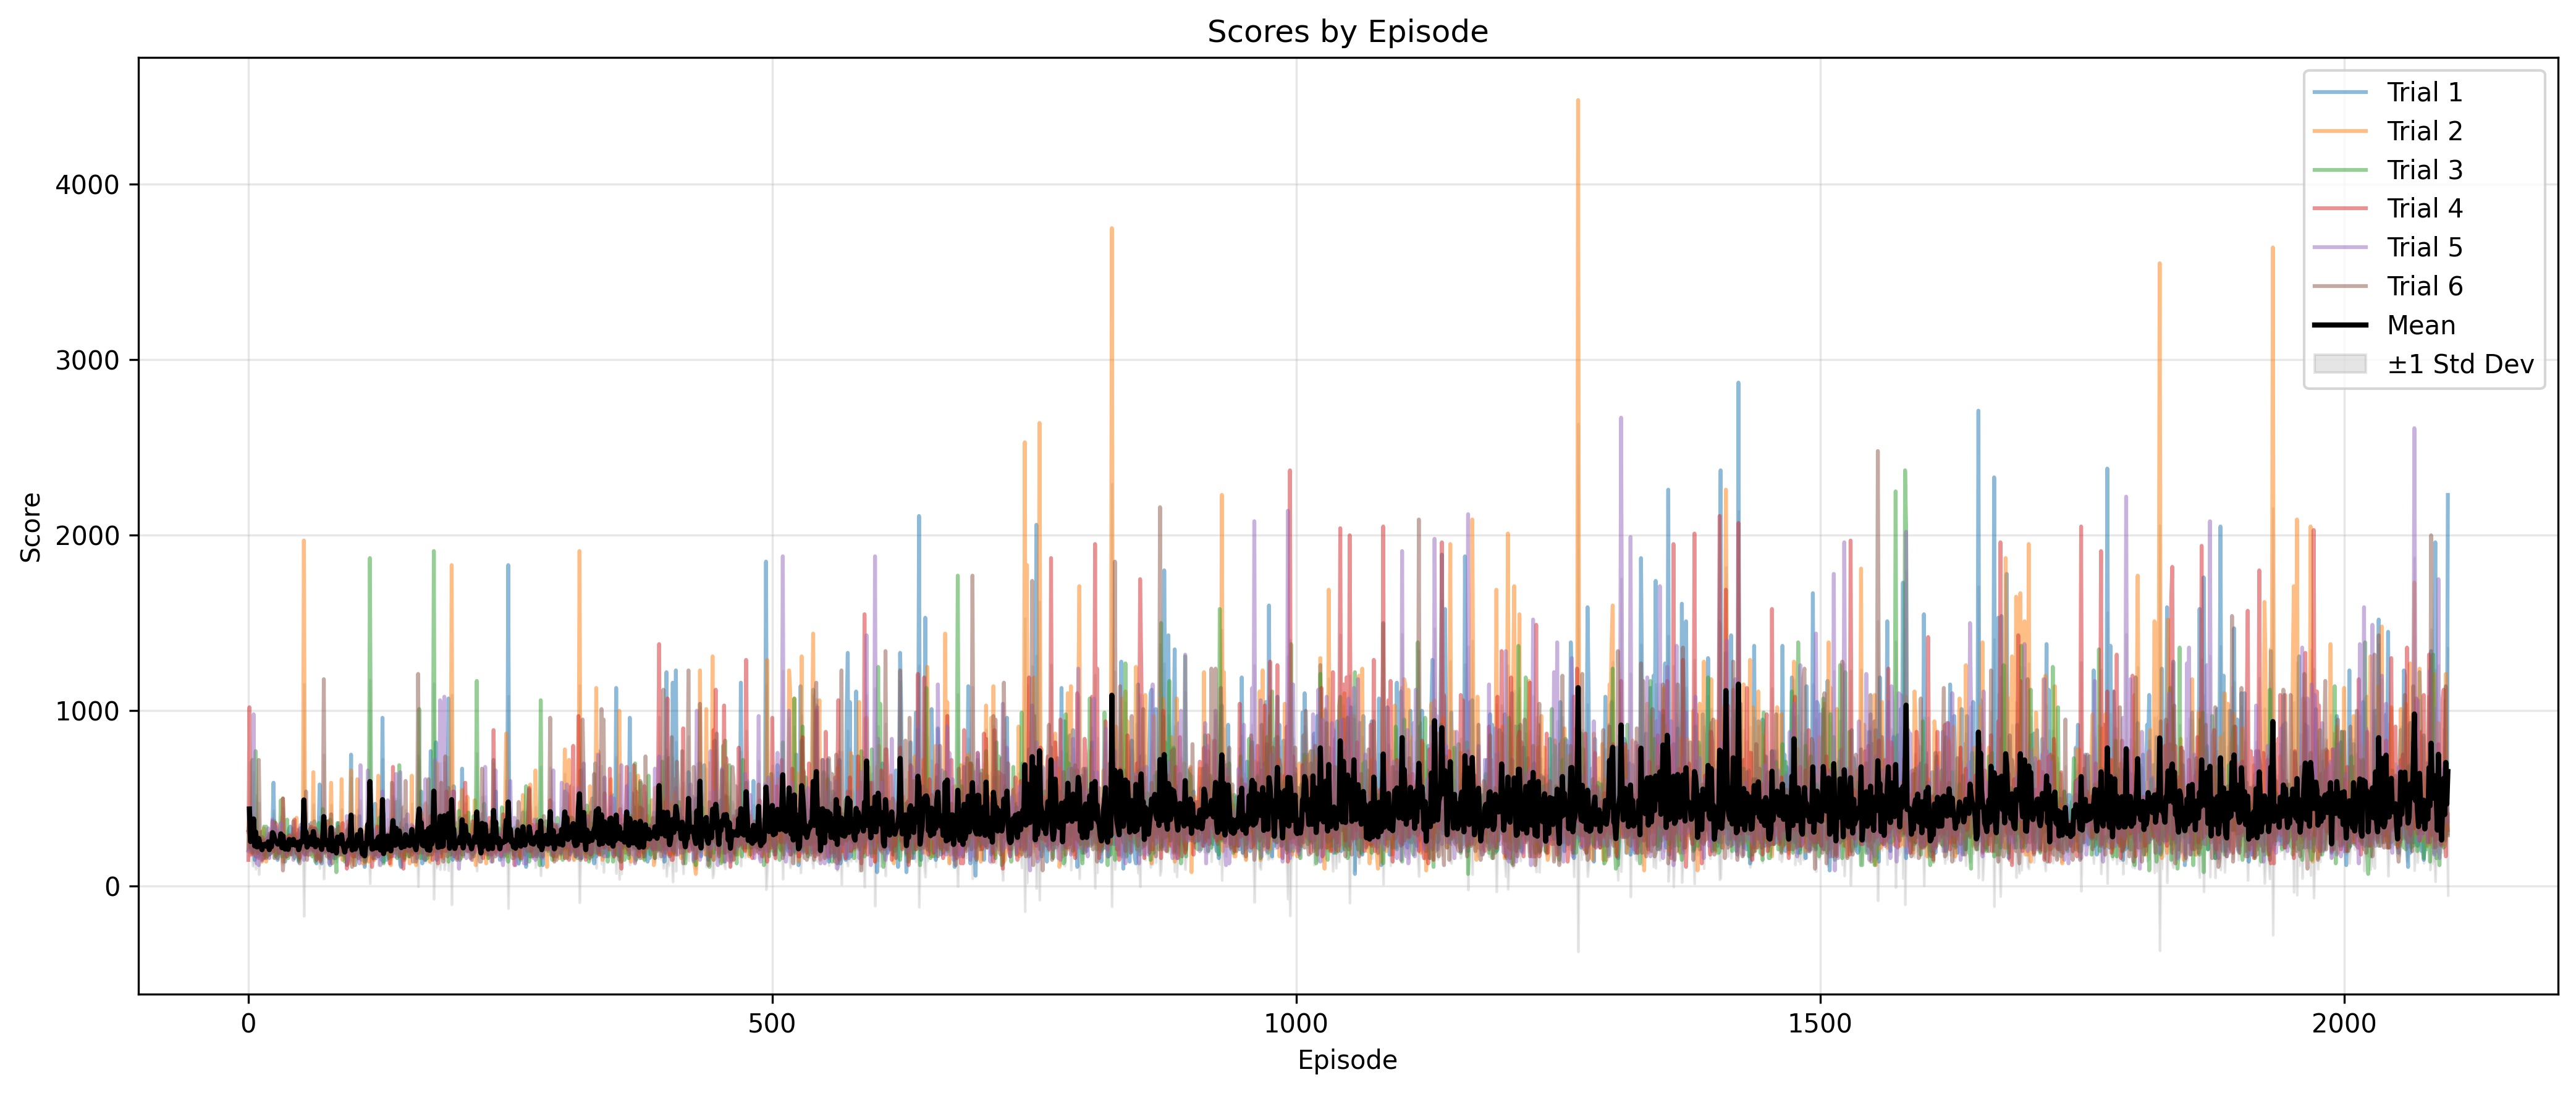 Scores by Episode
Trial 1
Trial 2
Trial 3
Trial 4
Trial 5
Trial 6
Mean
±1 Std Dev
Score
4000
3000
2000
1000
0
0
500
1000
1500
2000
Episode